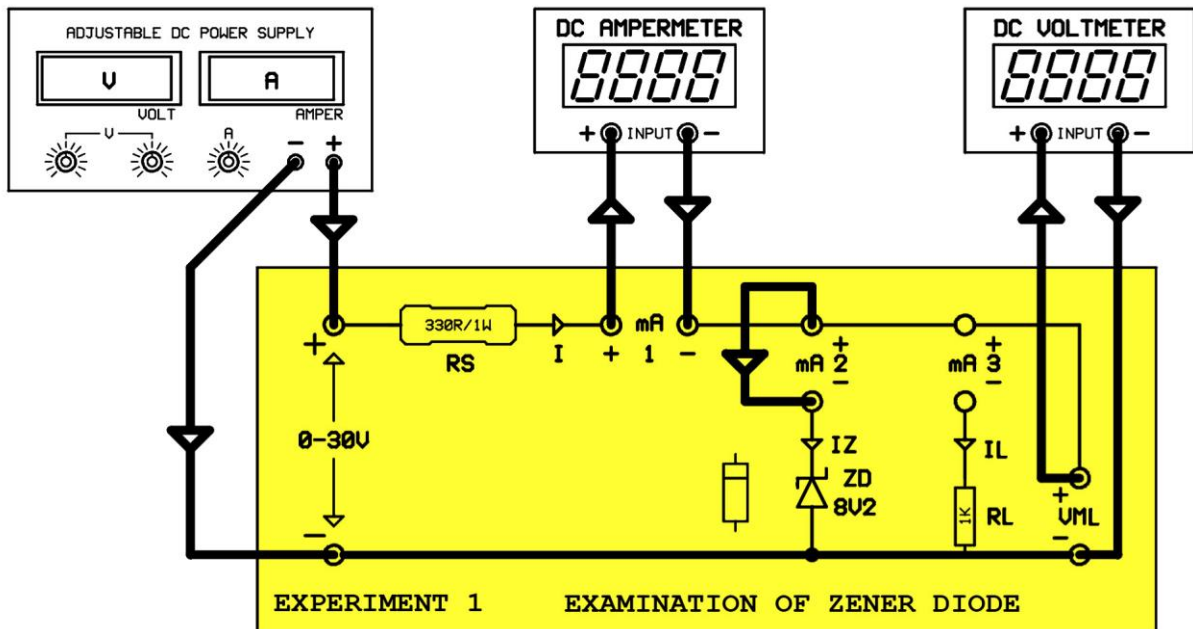 ADJUSTABLE DC POWER SUPPLY
V
A
VOLT
AMPER
V
A
- +
DC AMPERMETER
8888
+ INPUT -
DC VOLTMETER
8888
+ INPUT -
330R/1W
RS
I
+ mA 1 -
+
mA 2
-
+
mA 3
-
+
0-30V
-
IZ
ZD
8V2
IL
1K
RL
+
VML
-
EXPERIMENT 1 EXAMINATION OF ZENER DIODE